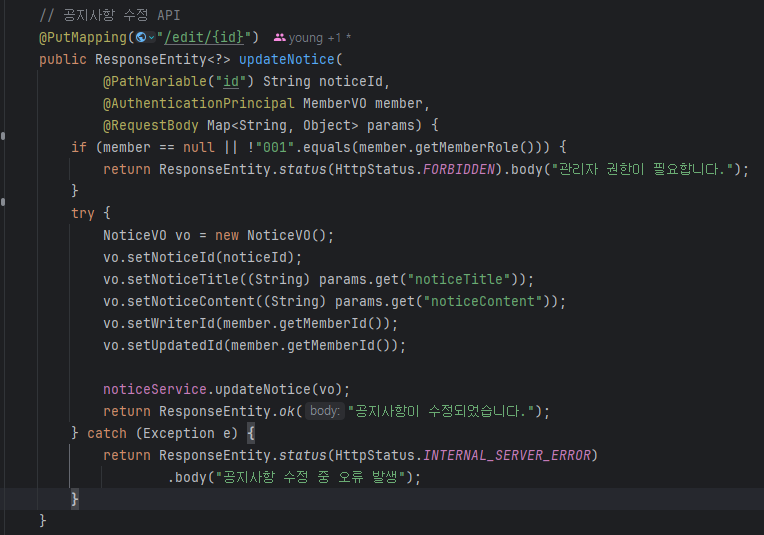 // 공지사항 수정 API
@PutMapping("/edit/{id}") young +1 *
public ResponseEntity<?> updateNotice(
@PathVariable("id") String noticeId,
@AuthenticationPrincipal MemberVO member,
@RequestBody Map<String, Object> params) {
if (member == null || !"001".equals(member.getMemberRole())) {
return ResponseEntity.status(HttpStatus.FORBIDDEN).body("관리자 권한이 필요합니다.");
}
try {
NoticeVO vo = new NoticeVO();
vo.setNoticeId(noticeId);
vo.setNoticeTitle((String) params.get("noticeTitle"));
vo.setNoticeContent((String) params.get("noticeContent"));
vo.setWriterId(member.getMemberId());
vo.setUpdatedId(member.getMemberId());
noticeService.updateNotice(vo);
return ResponseEntity.ok( body: "공지사항이 수정되었습니다.");
} catch (Exception e) {
return ResponseEntity.status(HttpStatus.INTERNAL_SERVER_ERROR)
.body("공지사항 수정 중 오류 발생");
}
}